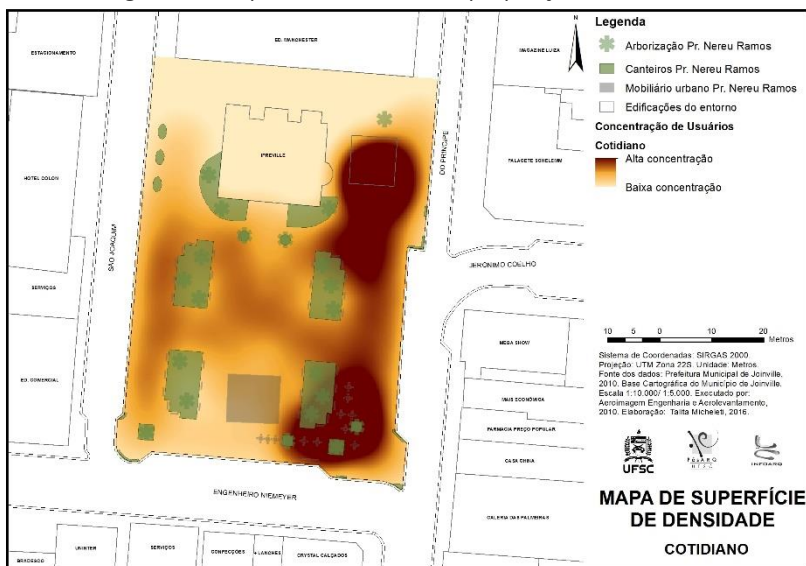 ED. MANCHESTER
ESTACIONAMENTO
MAGAZINE LUIZA
N
IPREVILLE
DO PRÍNCIPE
HOTEL COLON
SÃO JOAQUIM
JERÔNIMO COELHO
SERVIÇOS
ED. COMERCIAL
MEGA SHOW
MAIS ECONÔMICA
FARMÁCIA PREÇO POPULAR
CASA CHINA
GALERIA DAS PALMEIRAS
ENGENHEIRO NIEMEYER
UNINTER
SERVIÇOS
CONFECÇÕES
LANCHES
CRYSTAL CALÇADOS
BRADESCO
Legenda
Arborização Pr. Nereu Ramos
Canteiros Pr. Nereu Ramos
Mobiliário urbano Pr. Nereu Ramos
Edificações do entorno
Concentração de Usuários
Cotidiano
Alta concentração
Baixa concentração
10 5 0 10 20
Metros
Sistema de Coordenadas: SIRGAS 2000
Projeção: UTM Zona 22S. Unidade: Metros.
Fonte dos dados: Prefeitura Municipal de Joinville.
2010. Base Cartográfica do Município de Joinville.
Escala 1:10.000/ 1:5.000. Executado por:
Aeroimagem Engenharia e Aerolevantamento,
2010. Elaboração: Talita Micheleti, 2016.
UFSC
PósARQ
INFOARQ
MAPA DE SUPERFÍCIE
DE DENSIDADE
COTIDIANO